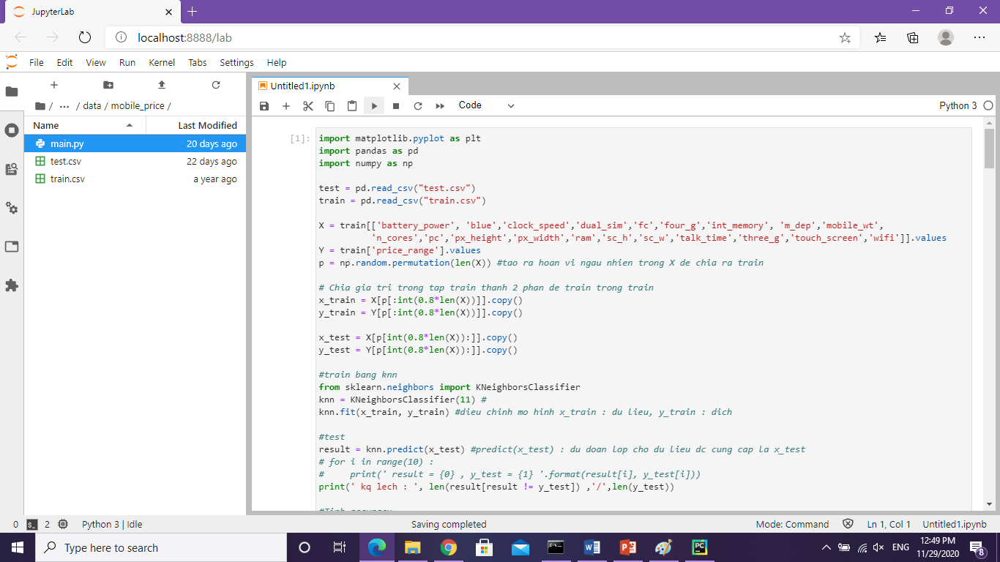 JupyterLab
localhost:8888/lab
File Edit View Run Kernel Tabs Settings Help
/ ... / data / mobile_price /
Name Last Modified
main.py 20 days ago
test.csv 22 days ago
train.csv a year ago
Untitled1.ipynb
Code
Python 3
[1]:
import matplotlib.pyplot as plt
import pandas as pd
import numpy as np
test = pd.read_csv("test.csv")
train = pd.read_csv("train.csv")
X = train[['battery_power', 'blue','clock_speed','dual_sim','fc','four_g','int_memory', 'm_dep','mobile_wt',
'n_cores','pc','px_height','px_width','ram','sc_h','sc_w','talk_time','three_g','touch_screen','wifi']].values
Y = train['price_range'].values
p = np.random.permutation(len(X)) #tao ra hoan vi ngau nhien trong X de chia ra train
# Chia gia tri trong tap train thanh 2 phan de train trong train
x_train = X[p[:int(0.8*len(X))]].copy()
y_train = Y[p[:int(0.8*len(X))]].copy()
x_test = X[p[int(0.8*len(X)):]].copy()
y_test = Y[p[int(0.8*len(X)):]].copy()
#train bang knn
from sklearn.neighbors import KNeighborsClassifier
knn = KNeighborsClassifier(11) #
knn.fit(x_train, y_train) #dieu chinh mo hinh x_train : du lieu, y_train : dich
#test
result = knn.predict(x_test) #predict(x_test) : du doan lop cho du lieu dc cung cap la x_test
# for i in range(10) :
#     print(' result = {0} , y_test = {1} '.format(result[i], y_test[i]))
print(' kq lech : ', len(result[result != y_test]) ,'/',len(y_test))
0 2 Python 3 | Idle Saving completed Mode: Command Ln 1, Col 1 Untitled1.ipynb
Type here to search
ENG
12:49 PM
11/29/2020
8